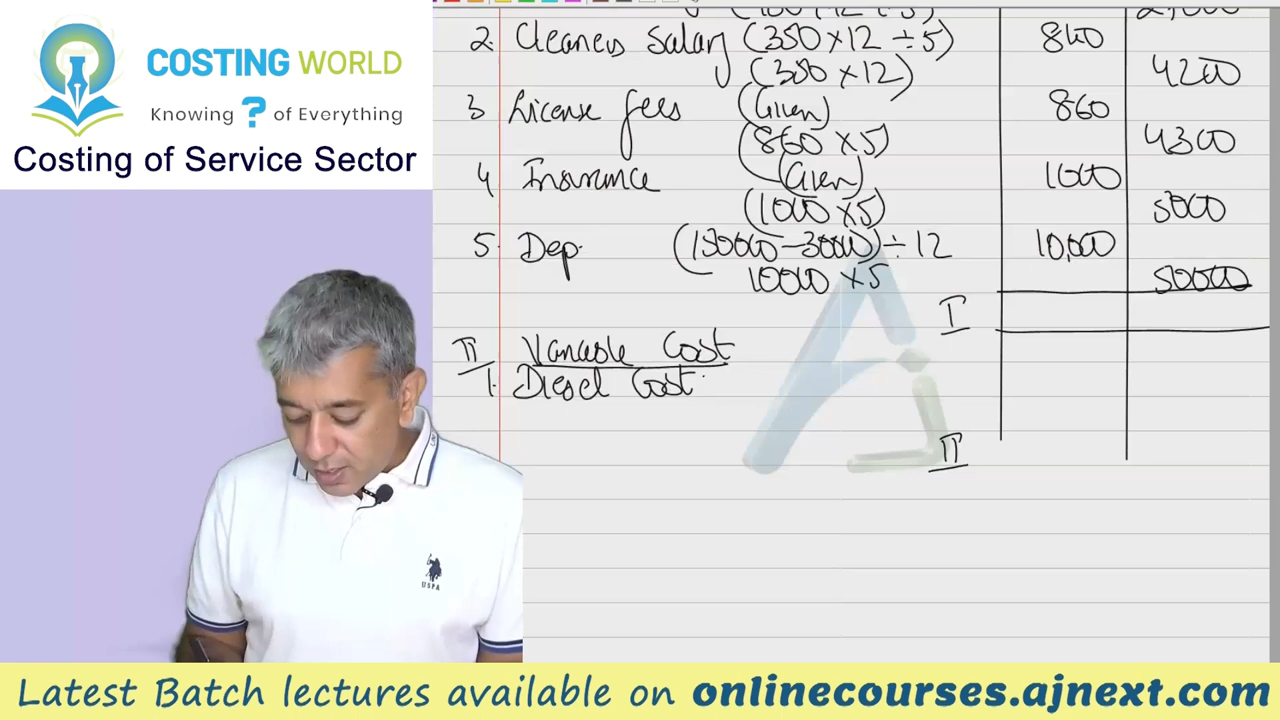 COSTING WORLD
Knowing ? of Everything
Costing of Service Sector
2. Cleaners Salary (350 × 12 ÷ 5) 840
(350 × 12) 4200
3 License fees (Given) 860
(860 × 5) 4300
4 Insurance (Given) 1000
(1000 × 5) 5000
5. Dep. (150000 - 30000) ÷ 12 10,000
10000 × 5 50000
I
II Variable Cost
1. Diesel Cost
II
USPA
Latest Batch lectures available on onlinecourses.ajnext.com